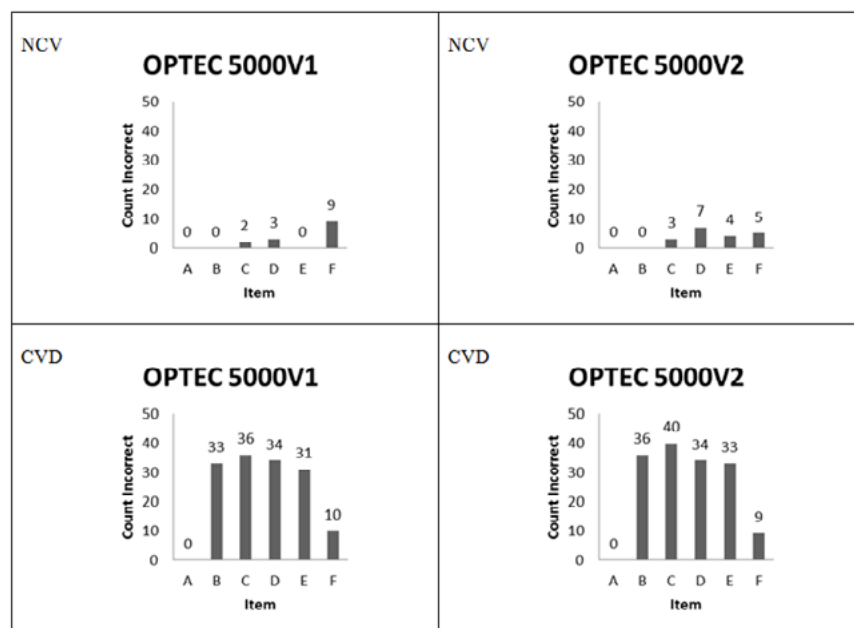 NCV
OPTEC 5000V1
50
40
30
20
10
0
Count Incorrect
0 0 2 3 0 9
A B C D E F
Item
NCV
OPTEC 5000V2
50
40
30
20
10
0
Count Incorrect
0 0 3 7 4 5
A B C D E F
Item
CVD
OPTEC 5000V1
50
40
30
20
10
0
Count Incorrect
0 33 36 34 31 10
A B C D E F
Item
CVD
OPTEC 5000V2
50
40
30
20
10
0
Count Incorrect
0 36 40 34 33 9
A B C D E F
Item